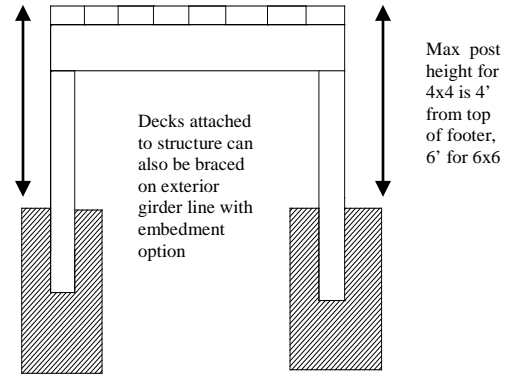 Decks attached
to structure can
also be braced
on exterior
girder line with
embedment
option
Max post
height for
4x4 is 4’
from top
of footer,
6’ for 6x6